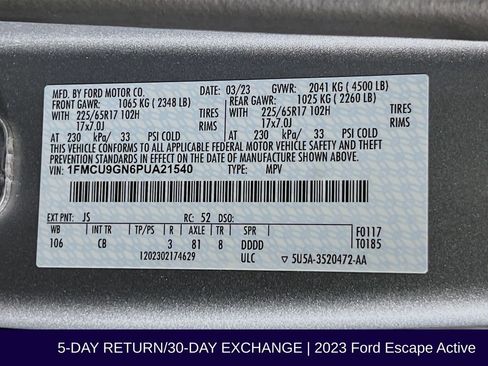 MFD. BY FORD MOTOR CO. 03/23 GVWR: 2041 KG ( 4500 LB)
FRONT GAWR: 1065 KG ( 2348 LB) REAR GAWR: 1025 KG ( 2260 LB)
WITH 225/65R17 102H TIRES WITH 225/65R17 102H TIRES
17x7.0J RIMS 17x7.0J RIMS
AT 230 kPa/ 33 PSI COLD AT 230 kPa/ 33 PSI COLD
THIS VEHICLE CONFORMS TO ALL APPLICABLE FEDERAL MOTOR VEHICLE SAFETY AND THEFT PREVENTION STANDARDS IN EFFECT ON THE DATE OF MANUFACTURE SHOWN ABOVE.
VIN: 1FMCU9GN6PUA21540 TYPE: MPV
EXT PNT: JS RC: 52 DSO:
WB INT TR TP/PS R AXLE TR SPR F0117
106 CB 3 81 8 DDDD T0185
1202302174629 ULC 5U5A-3520472-AA
5-DAY RETURN/30-DAY EXCHANGE | 2023 Ford Escape Active